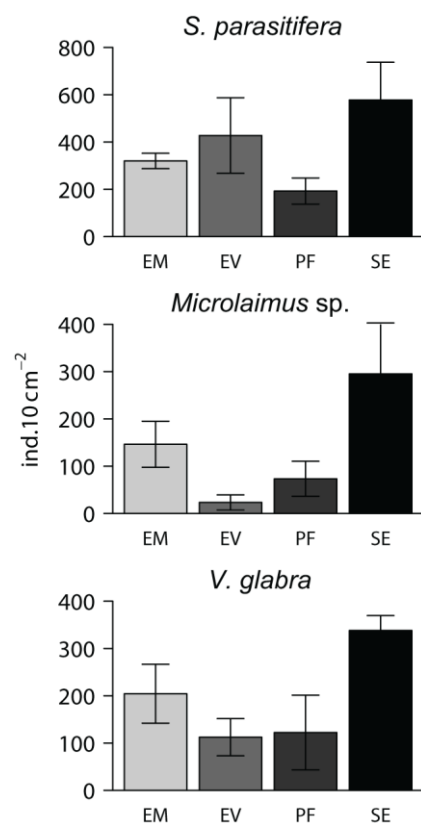 S. parasitifera
800
600
400
200
0
EM EV PF SE
Microlaimus sp.
ind.10 cm⁻²
400
300
200
100
0
EM EV PF SE
V. glabra
400
300
200
100
0
EM EV PF SE